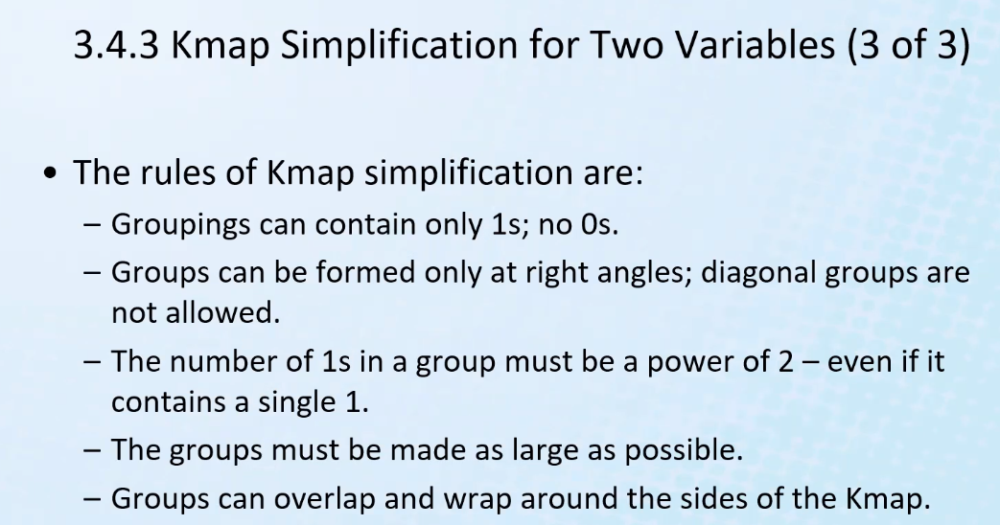 3.4.3 Kmap Simplification for Two Variables (3 of 3)
• The rules of Kmap simplification are:
– Groupings can contain only 1s; no 0s.
– Groups can be formed only at right angles; diagonal groups are
not allowed.
– The number of 1s in a group must be a power of 2 – even if it
contains a single 1.
– The groups must be made as large as possible.
– Groups can overlap and wrap around the sides of the Kmap.